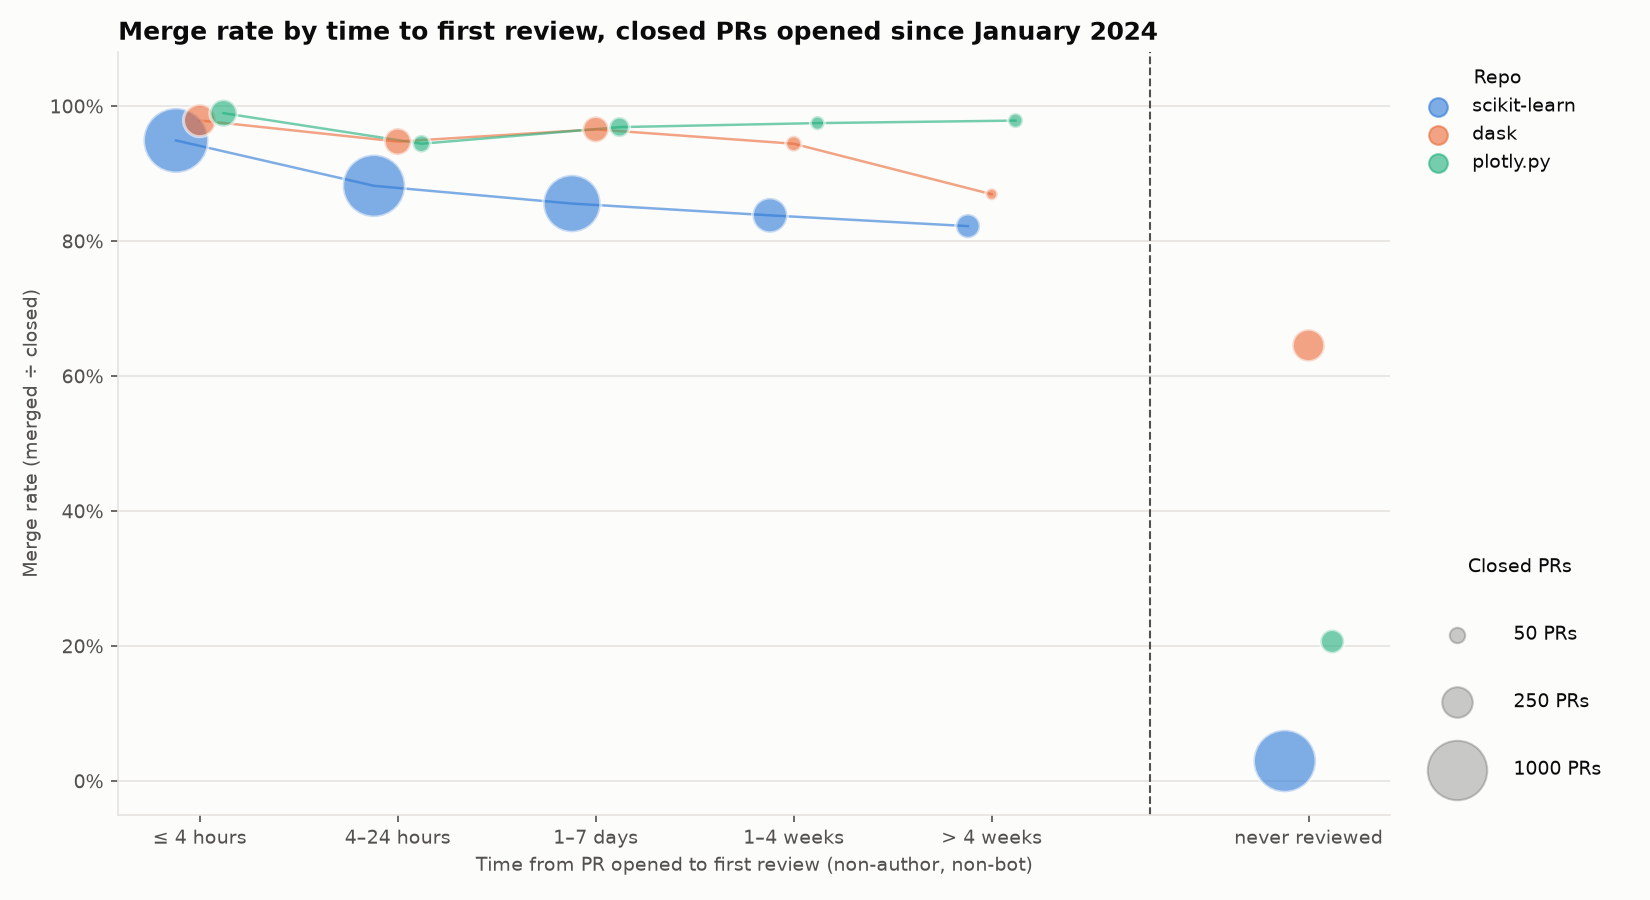 Merge rate by time to first review, closed PRs opened since January 2024
Repo
scikit-learn
dask
plotly.py
Merge rate (merged ÷ closed)
100%
80%
60%
40%
20%
0%
Closed PRs
50 PRs
250 PRs
1000 PRs
≤ 4 hours
4–24 hours
1–7 days
1–4 weeks
> 4 weeks
never reviewed
Time from PR opened to first review (non-author, non-bot)